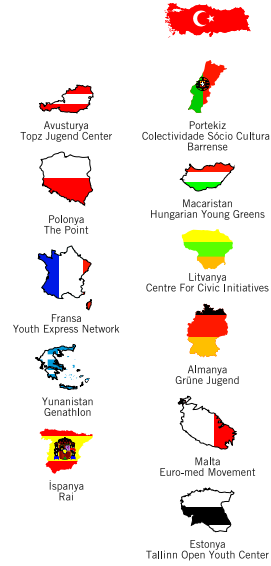 Avusturya
Topz Jugend Center
Portekiz
Colectividade Sócio Cultura
Barrense
Polonya
The Point
Macaristan
Hungarian Young Greens
Fransa
Youth Express Network
Litvanya
Centre For Civic Initiatives
Yunanistan
Genathlon
Almanya
Grüne Jugend
İspanya
Rai
Malta
Euro-med Movement
Estonya
Tallinn Open Youth Center